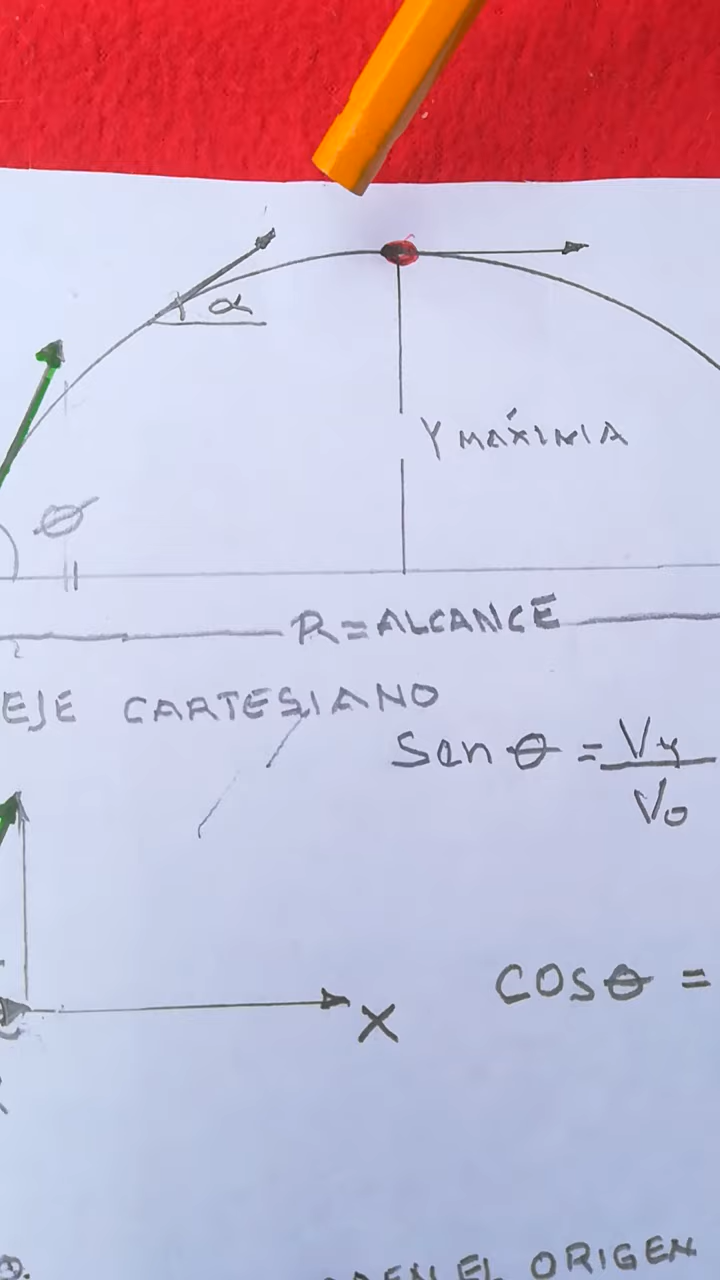 α
Y MÁXIMA
θ
R = ALCANCE
EJE CARTESIANO
Sen θ = Vy / Vo
COS θ =
X
EN EL ORIGEN